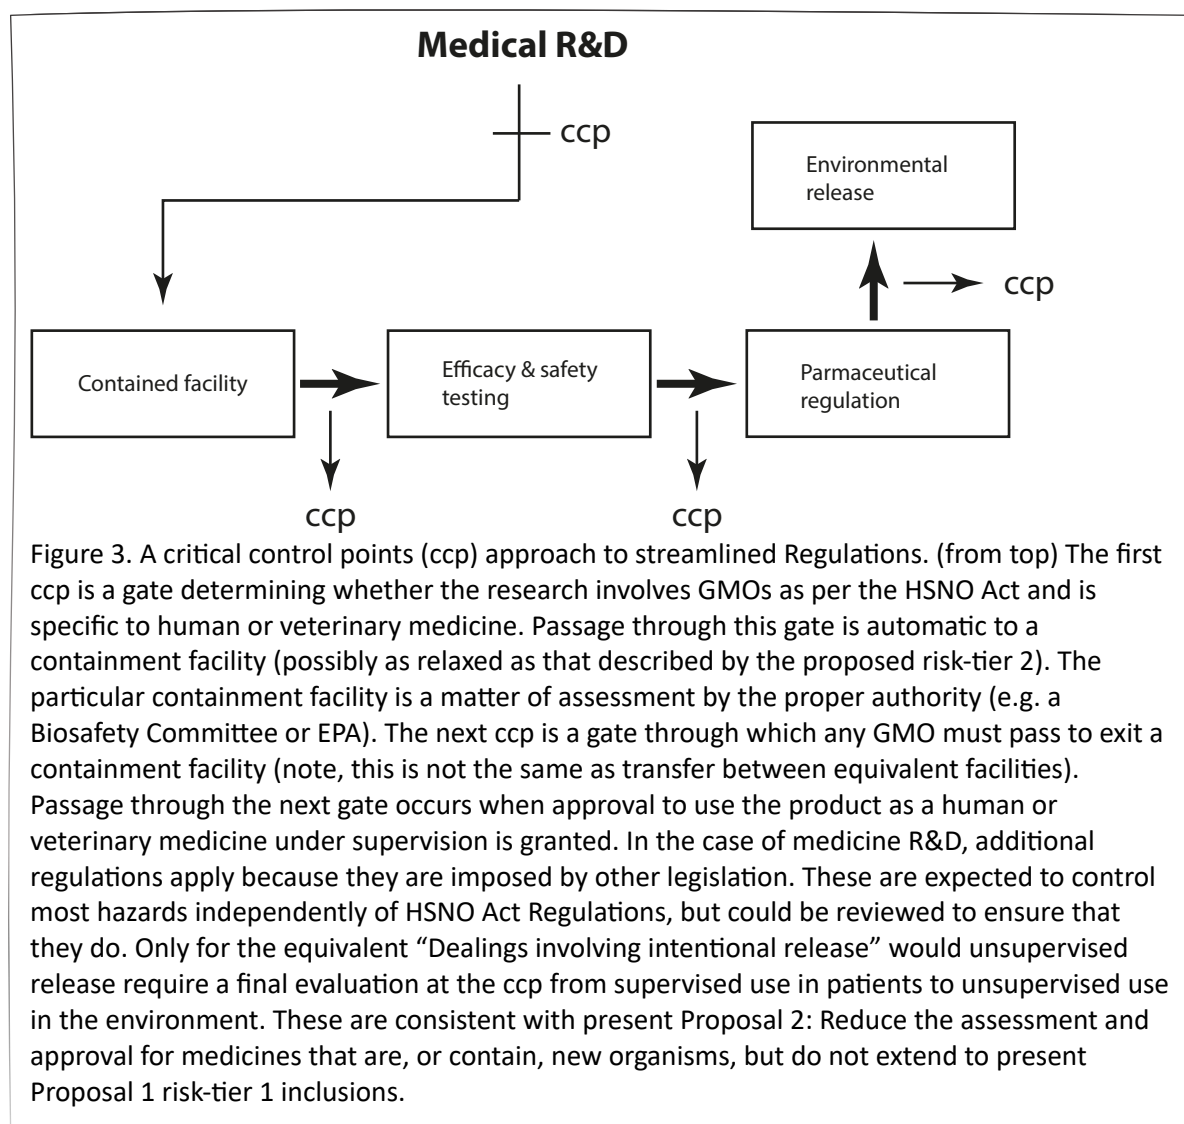 Medical R&D
ccp
Environmental
release
ccp
Contained facility
Efficacy & safety
testing
Parmaceutical
regulation
ccp
ccp
Figure 3. A critical control points (ccp) approach to streamlined Regulations. (from top) The first
ccp is a gate determining whether the research involves GMOs as per the HSNO Act and is
specific to human or veterinary medicine. Passage through this gate is automatic to a
containment facility (possibly as relaxed as that described by the proposed risk-tier 2). The
particular containment facility is a matter of assessment by the proper authority (e.g. a
Biosafety Committee or EPA). The next ccp is a gate through which any GMO must pass to exit a
containment facility (note, this is not the same as transfer between equivalent facilities).
Passage through the next gate occurs when approval to use the product as a human or
veterinary medicine under supervision is granted. In the case of medicine R&D, additional
regulations apply because they are imposed by other legislation. These are expected to control
most hazards independently of HSNO Act Regulations, but could be reviewed to ensure that
they do. Only for the equivalent “Dealings involving intentional release” would unsupervised
release require a final evaluation at the ccp from supervised use in patients to unsupervised use
in the environment. These are consistent with present Proposal 2: Reduce the assessment and
approval for medicines that are, or contain, new organisms, but do not extend to present
Proposal 1 risk-tier 1 inclusions.